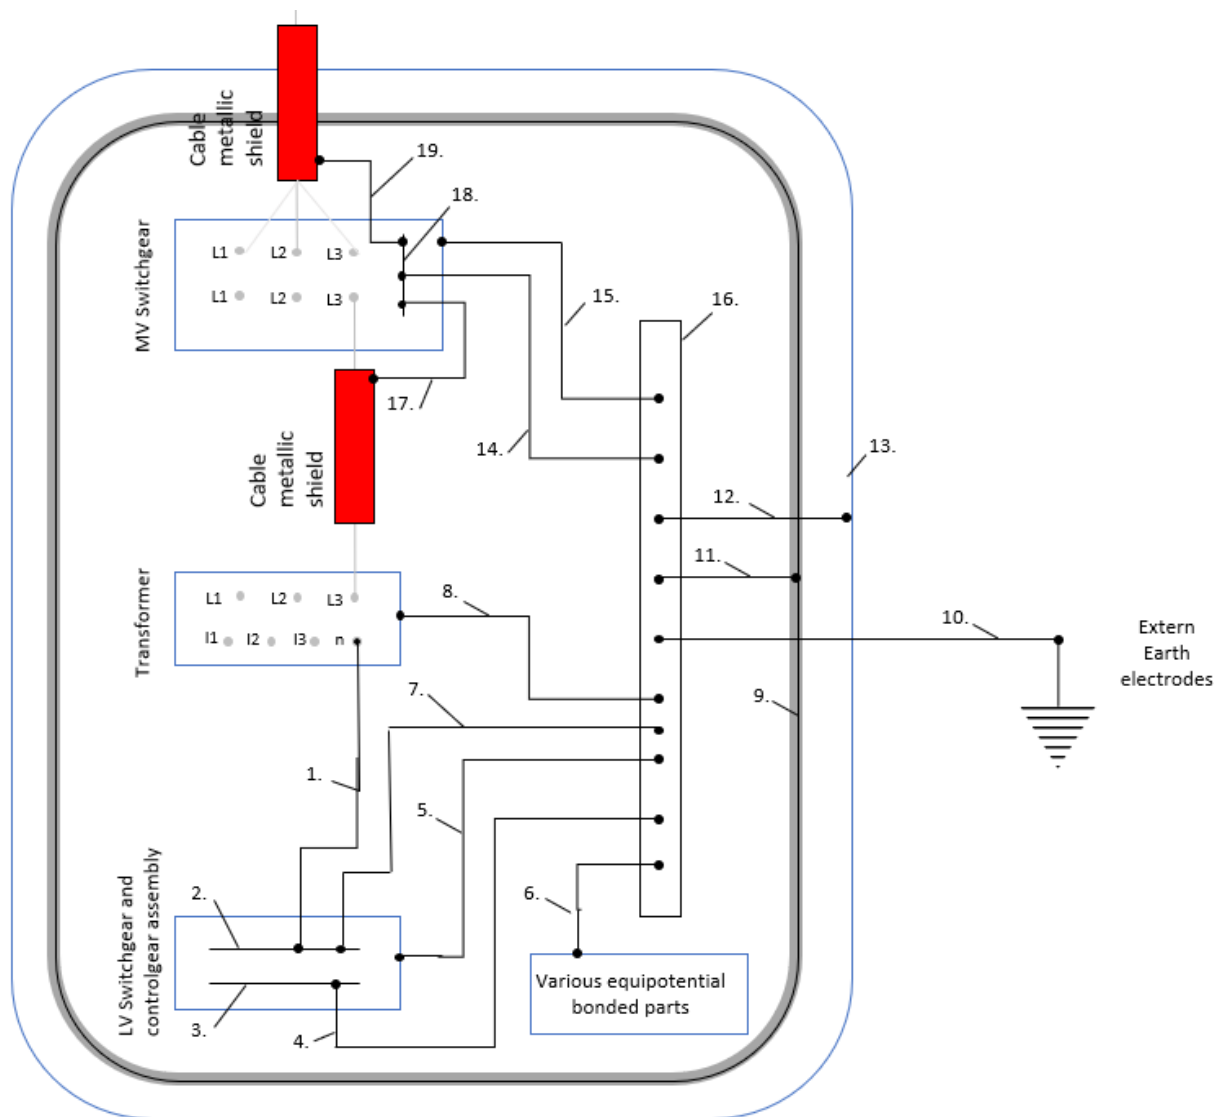 Cable
metallic
shield
19.
18.
MV Switchgear
L1
L2
L3
L1
L2
L3
15.
16.
17.
14.
13.
Cable
metallic
shield
12.
11.
Transformer
L1
L2
L3
8.
l1
l2
l3
n
10.
Extern
Earth
electrodes
7.
9.
1.
5.
LV Switchgear and
controlgear assembly
2.
6.
3.
4.
Various equipotential
bonded parts